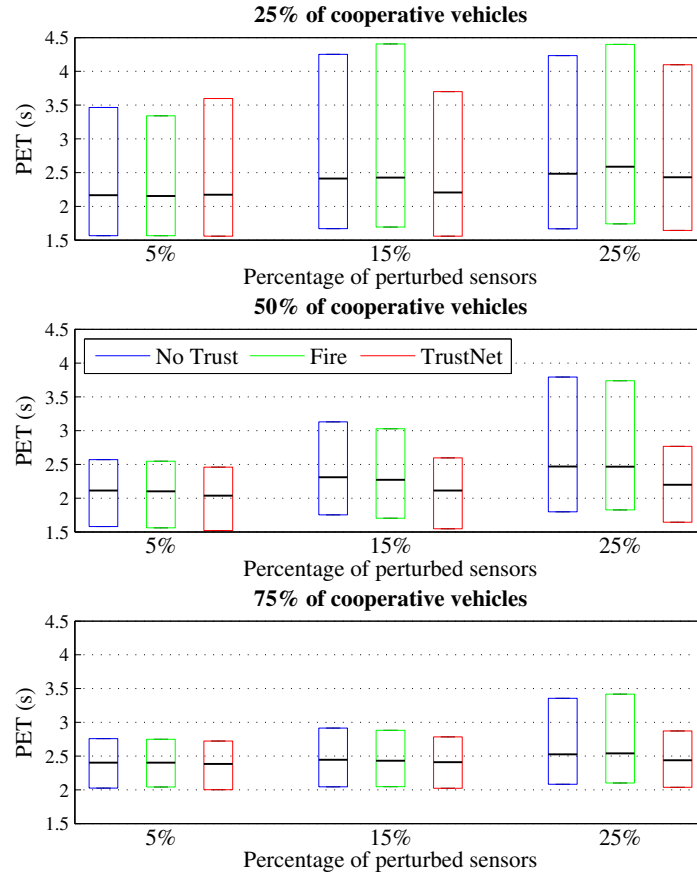 25% of cooperative vehicles
4.5
4
3.5
3
2.5
2
1.5
PET (s)
5% 15% 25%
Percentage of perturbed sensors
50% of cooperative vehicles
4.5
4
3.5
3
2.5
2
1.5
PET (s)
No Trust Fire TrustNet
5% 15% 25%
Percentage of perturbed sensors
75% of cooperative vehicles
4.5
4
3.5
3
2.5
2
1.5
PET (s)
5% 15% 25%
Percentage of perturbed sensors